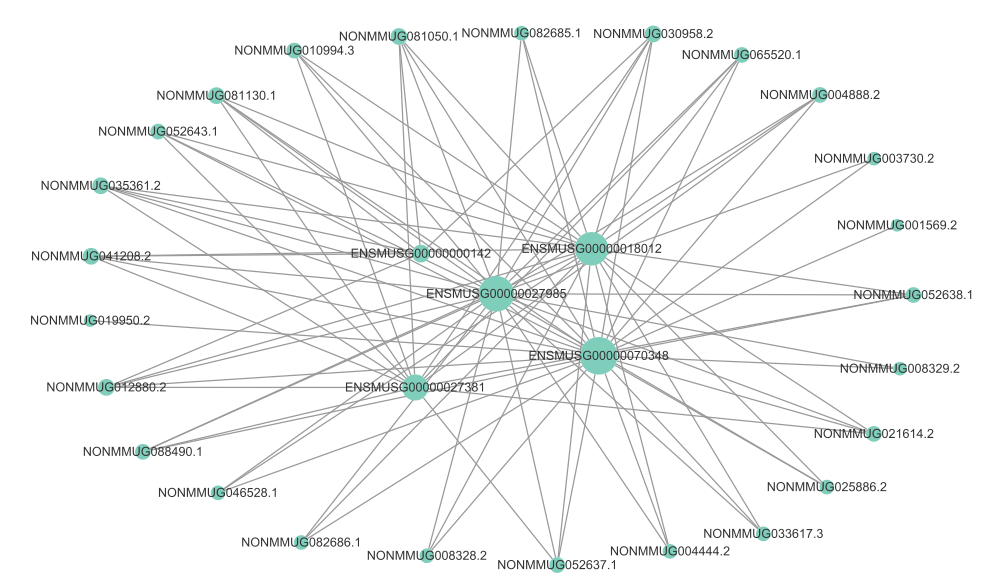 NONMMUG082685.1
NONMMUG030958.2
NONMMUG081050.1
NONMMUG010994.3
NONMMUG065520.1
NONMMUG081130.1
NONMMUG004888.2
NONMMUG052643.1
NONMMUG003730.2
NONMMUG035361.2
NONMMUG001569.2
ENSMUSG00000018012
ENSMUSG00000000142
NONMMUG041208.2
ENSMUSG00000027985
NONMMUG052638.1
NONMMUG019950.2
ENSMUSG00000070348
NONMMUG008329.2
NONMMUG012880.2
ENSMUSG00000027381
NONMMUG021614.2
NONMMUG088490.1
NONMMUG025886.2
NONMMUG046528.1
NONMMUG033617.3
NONMMUG082686.1
NONMMUG004444.2
NONMMUG008328.2
NONMMUG052637.1